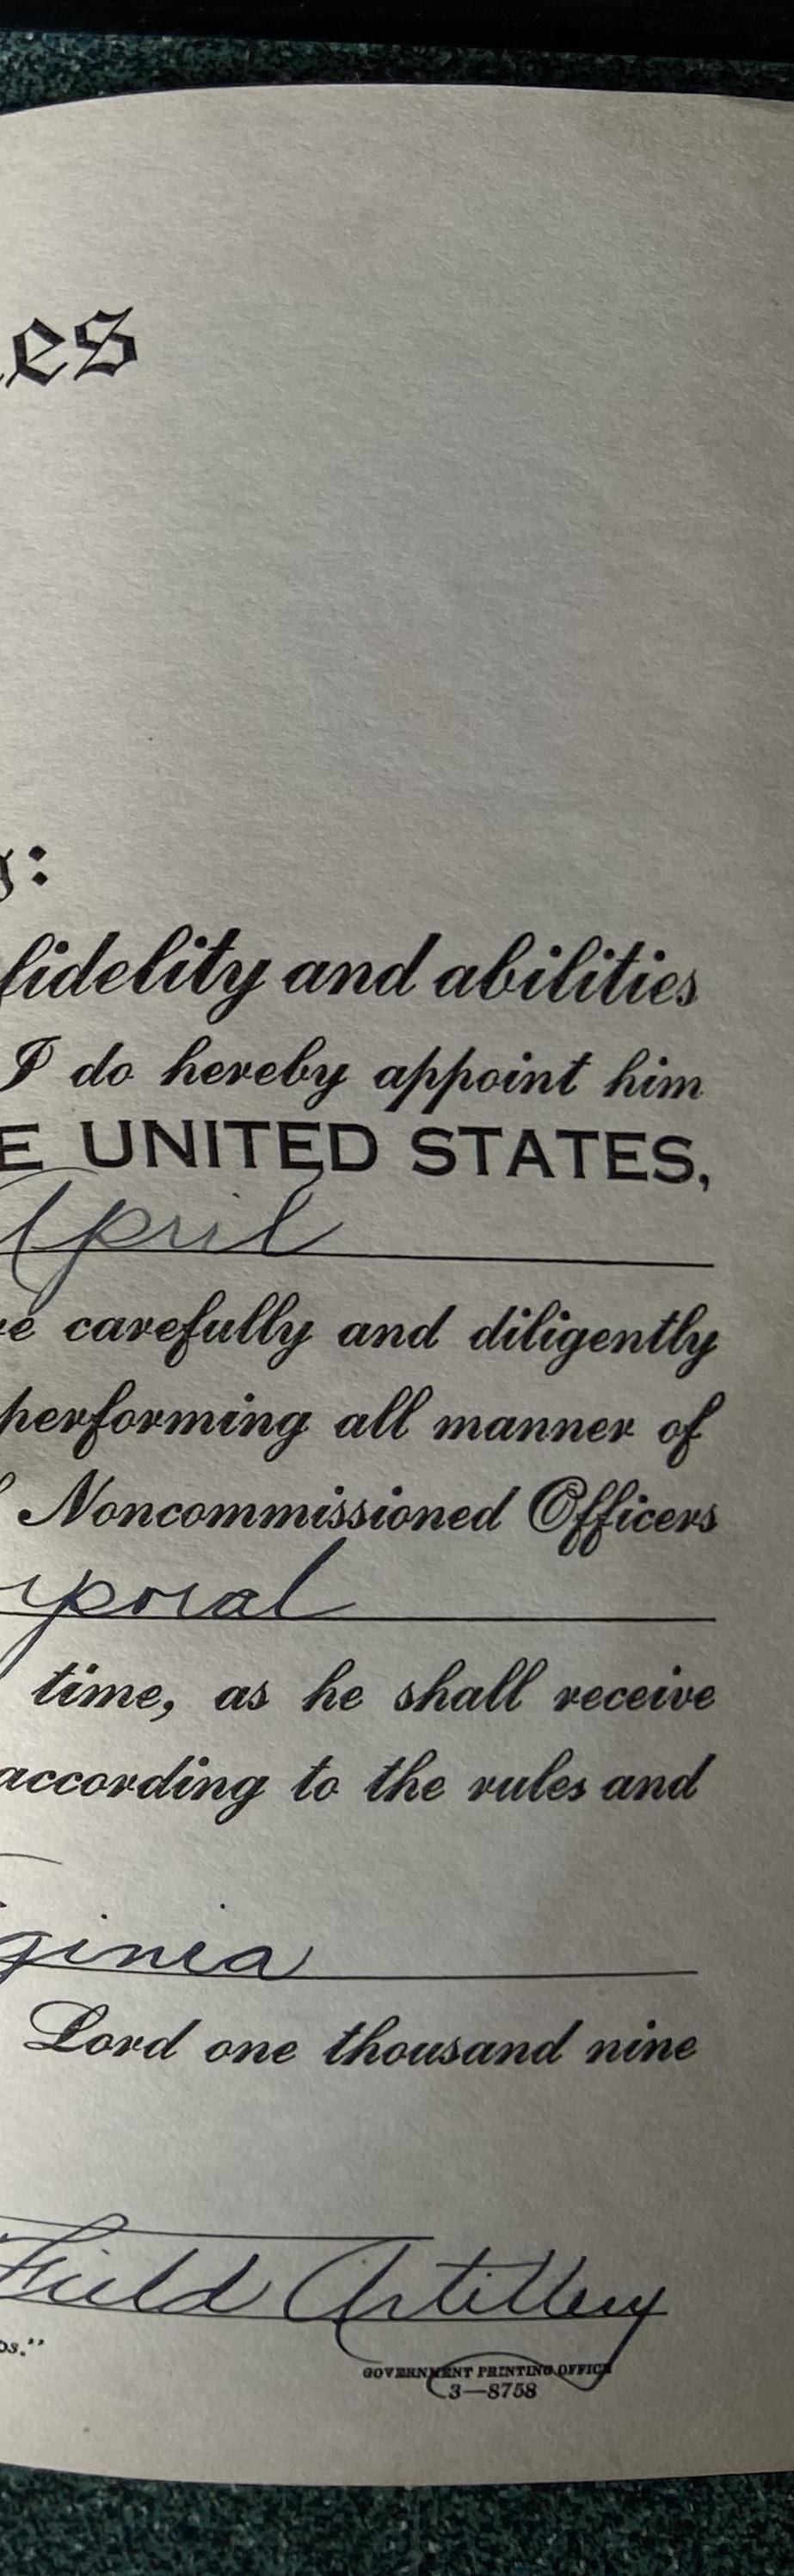 es
:
fidelity and abilities
I do hereby appoint him
E UNITED STATES,
April
e carefully and diligently
performing all manner of
Noncommissioned Officers
rporal
time, as he shall receive
according to the rules and
ginia
Lord one thousand nine
Field Artillery
os."
GOVERNMENT PRINTING OFFICE
3—8758